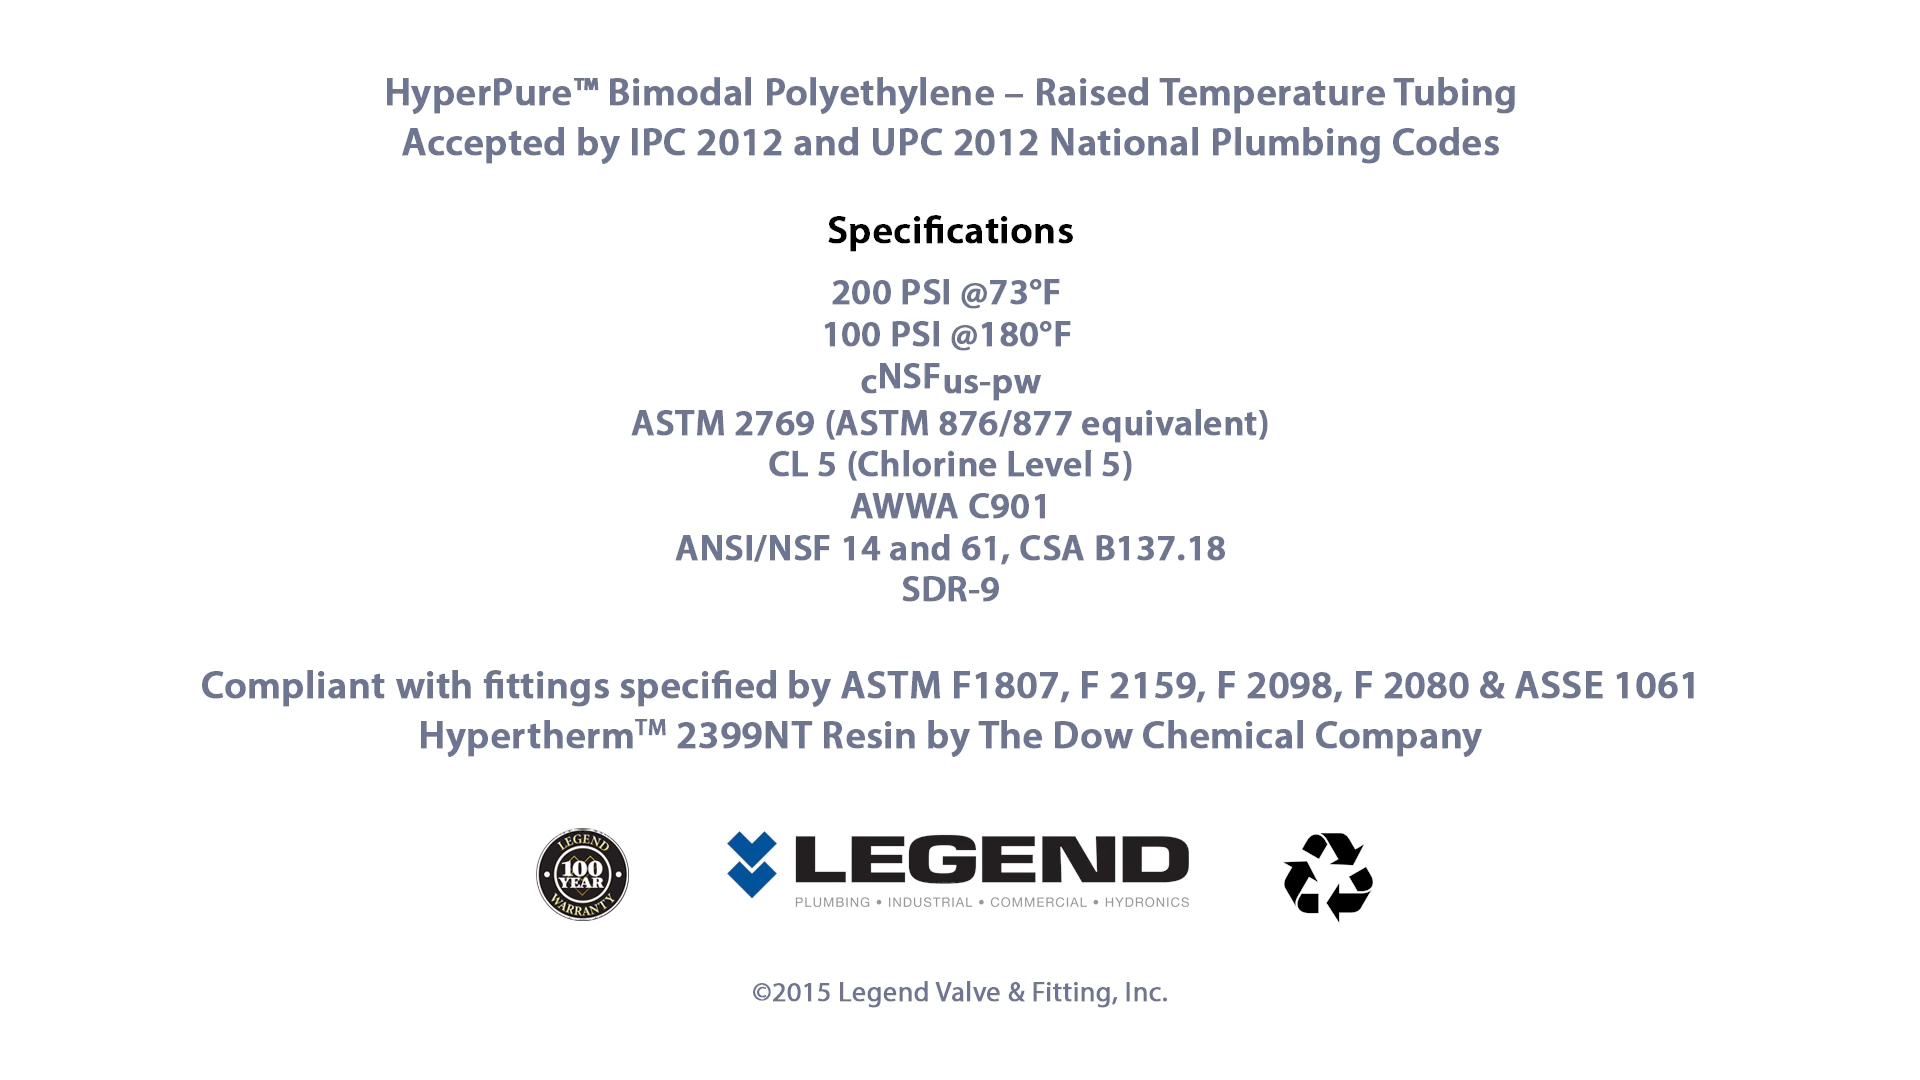 HyperPure™ Bimodal Polyethylene – Raised Temperature Tubing
Accepted by IPC 2012 and UPC 2012 National Plumbing Codes
Specifications
200 PSI @73°F
100 PSI @180°F
cNSFus-pw
ASTM 2769 (ASTM 876/877 equivalent)
CL 5 (Chlorine Level 5)
AWWA C901
ANSI/NSF 14 and 61, CSA B137.18
SDR-9
Compliant with fittings specified by ASTM F1807, F 2159, F 2098, F 2080 & ASSE 1061
Hypertherm™ 2399NT Resin by The Dow Chemical Company
LEGEND
100
YEAR
WARRANTY
LEGEND
PLUMBING • INDUSTRIAL • COMMERCIAL • HYDRONICS
©2015 Legend Valve & Fitting, Inc.